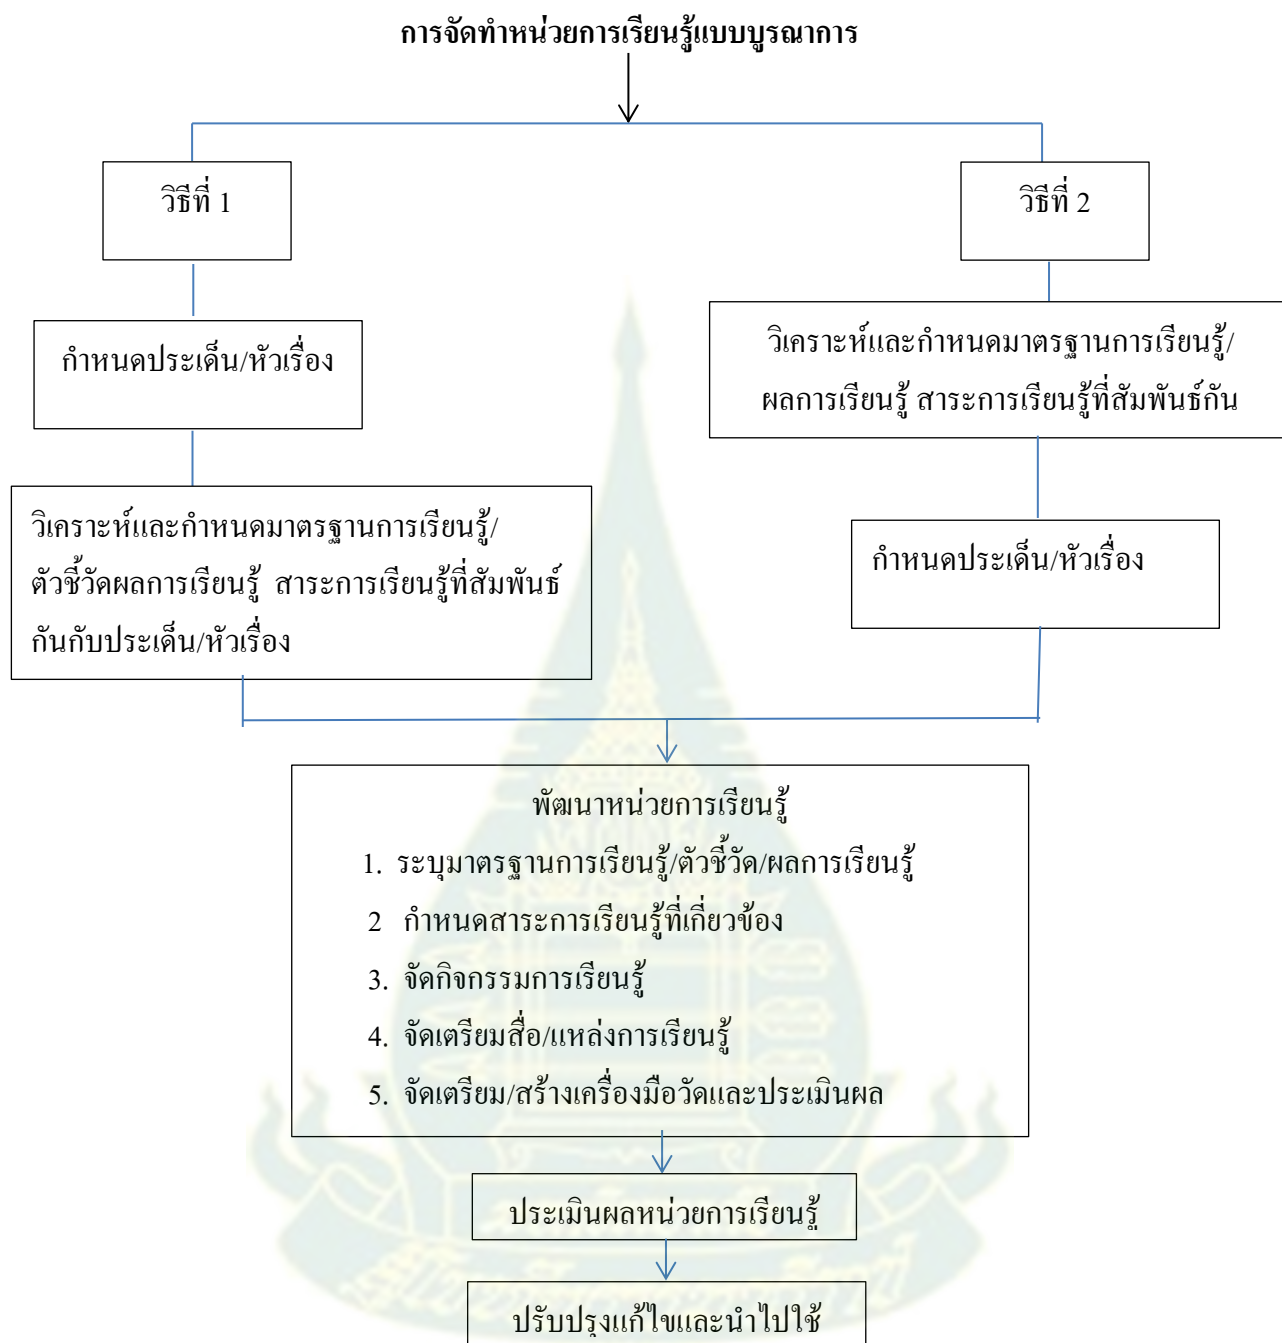 การจัดทำหน่วยการเรียนรู้แบบบูรณาการ
วิธีที่ 1
วิธีที่ 2
กำหนดประเด็น/หัวเรื่อง
วิเคราะห์และกำหนดมาตรฐานการเรียนรู้/
ผลการเรียนรู้ สาระการเรียนรู้ที่สัมพันธ์กัน
วิเคราะห์และกำหนดมาตรฐานการเรียนรู้/
ตัวชี้วัดผลการเรียนรู้ สาระการเรียนรู้ที่สัมพันธ์
กันกับประเด็น/หัวเรื่อง
กำหนดประเด็น/หัวเรื่อง
พัฒนาหน่วยการเรียนรู้
1. ระบุมาตรฐานการเรียนรู้/ตัวชี้วัด/ผลการเรียนรู้
2 กำหนดสาระการเรียนรู้ที่เกี่ยวข้อง
3. จัดกิจกรรมการเรียนรู้
4. จัดเตรียมสื่อ/แหล่งการเรียนรู้
5. จัดเตรียม/สร้างเครื่องมือวัดและประเมินผล
ประเมินผลหน่วยการเรียนรู้
ปรับปรุงแก้ไขและนำไปใช้